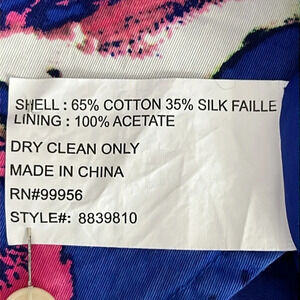 SHELL : 65% COTTON 35% SILK FAILLE
LINING : 100% ACETATE
DRY CLEAN ONLY
MADE IN CHINA
RN#99956
STYLE#: 8839810